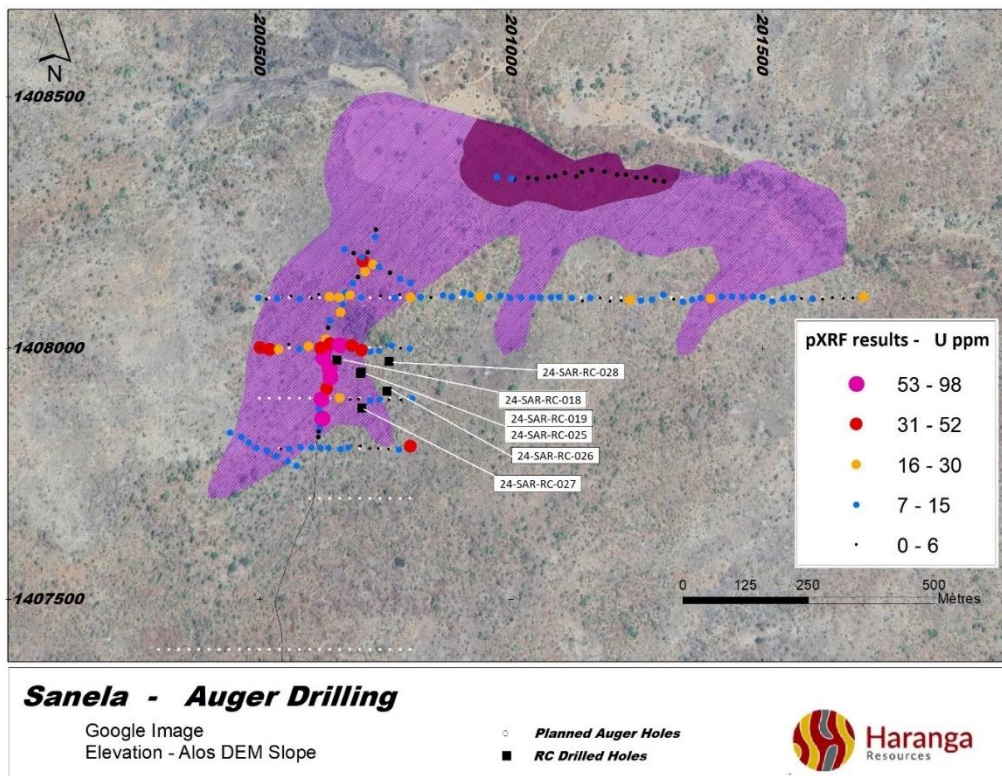 200500
201000
201500
N
1408500
1408000
1407500
24-SAR-RC-028
24-SAR-RC-018
24-SAR-RC-019
24-SAR-RC-025
24-SAR-RC-026
24-SAR-RC-027
pXRF results - U ppm
53 - 98
31 - 52
16 - 30
7 - 15
0 - 6
0 125 250 500
Mètres
Sanela - Auger Drilling
Google Image
Elevation - Alos DEM Slope
Planned Auger Holes
RC Drilled Holes
Haranga
Resources